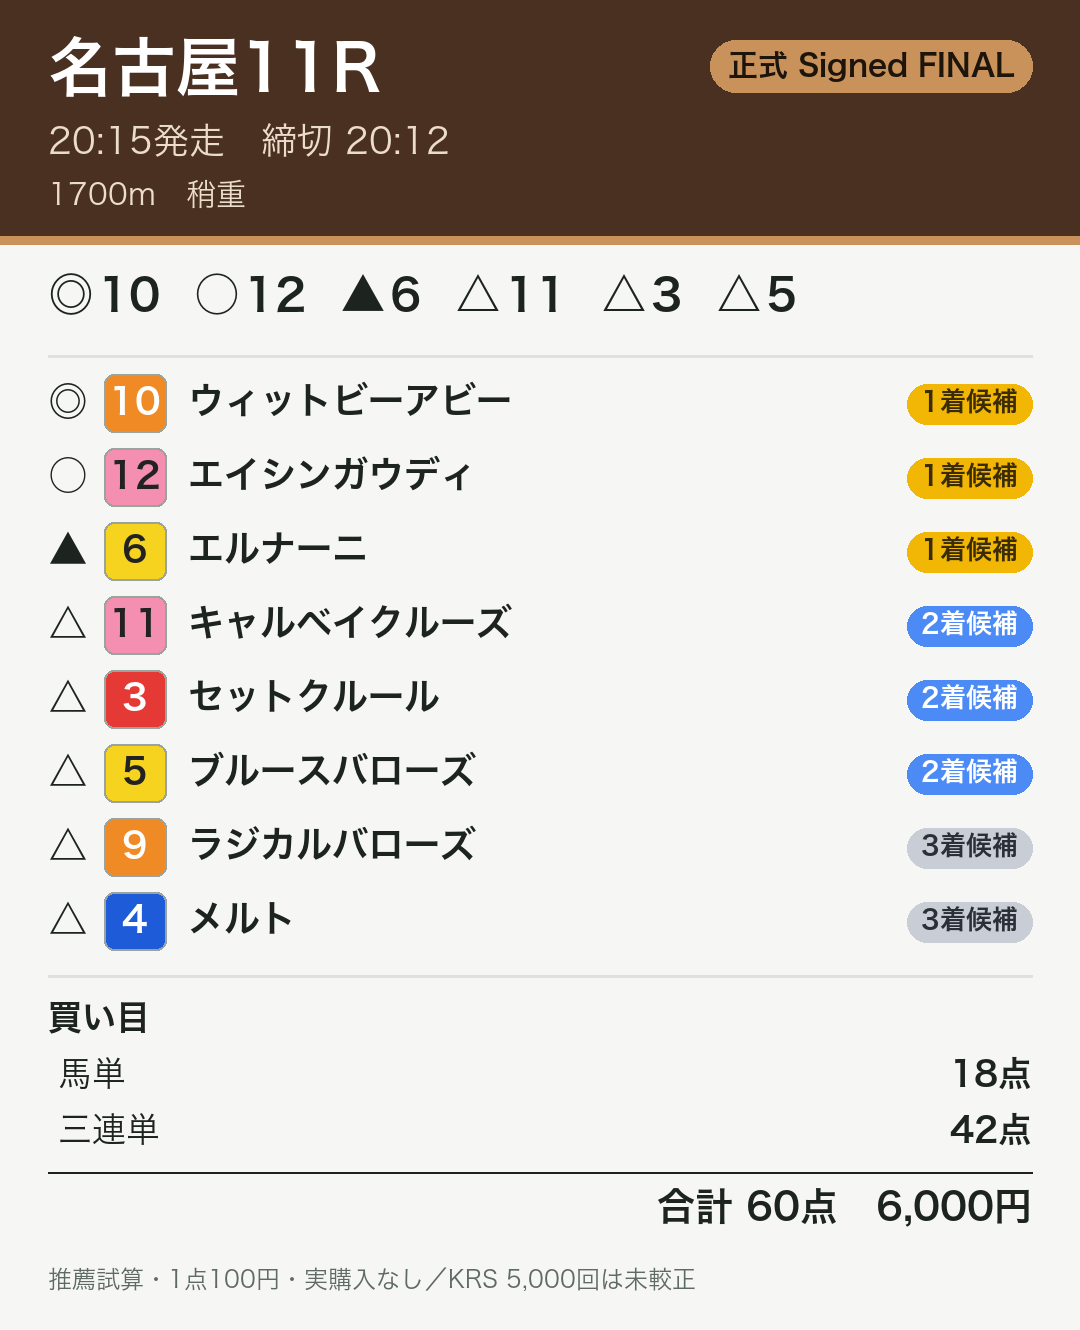 名古屋11R
正式 Signed FINAL
20:15発走　締切 20:12
1700m　稍重
◎10 ○12 ▲6 △11 △3 △5
◎ 10 ウィットビーアビー 1着候補
○ 12 エイシンガウディ 1着候補
▲ 6 エルナーニ 1着候補
△ 11 キャルベイクルーズ 2着候補
△ 3 セットクルール 2着候補
△ 5 ブルースバローズ 2着候補
△ 9 ラジカルバローズ 3着候補
△ 4 メルト 3着候補
買い目
馬単 18点
三連単 42点
合計 60点　6,000円
推薦試算・1点100円・実購入なし／KRS 5,000回は未較正